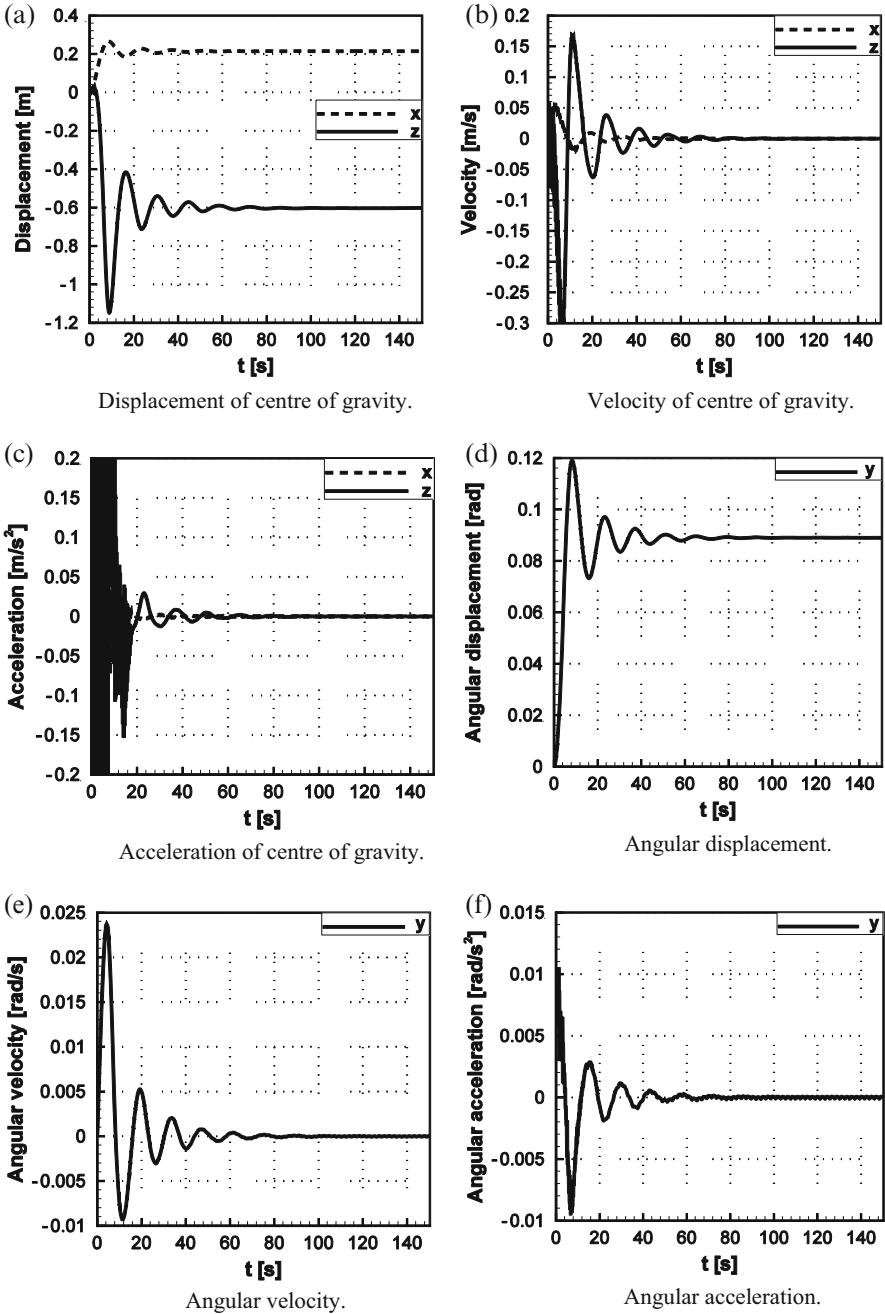 (a)
Displacement [m]
0.4
0.2
0
-0.2
-0.4
-0.6
-0.8
-1
-1.2
x
z
0 20 40 60 80 100 120 140
t [s]
Displacement of centre of gravity.
(b)
Velocity [m/s]
0.2
0.15
0.1
0.05
0
-0.05
-0.1
-0.15
-0.2
-0.25
-0.3
x
z
0 20 40 60 80 100 120 140
t [s]
Velocity of centre of gravity.
(c)
Acceleration [m/s²]
0.2
0.15
0.1
0.05
0
-0.05
-0.1
-0.15
-0.2
x
z
0 20 40 60 80 100 120 140
t [s]
Acceleration of centre of gravity.
(d)
Angular displacement [rad]
0.12
0.1
0.08
0.06
0.04
0.02
0
y
0 20 40 60 80 100 120 140
t [s]
Angular displacement.
(e)
Angular velocity [rad/s]
0.025
0.02
0.015
0.01
0.005
0
-0.005
-0.01
y
0 20 40 60 80 100 120 140
t [s]
Angular velocity.
(f)
Angular acceleration [rad/s²]
0.015
0.01
0.005
0
-0.005
-0.01
y
0 20 40 60 80 100 120 140
t [s]
Angular acceleration.